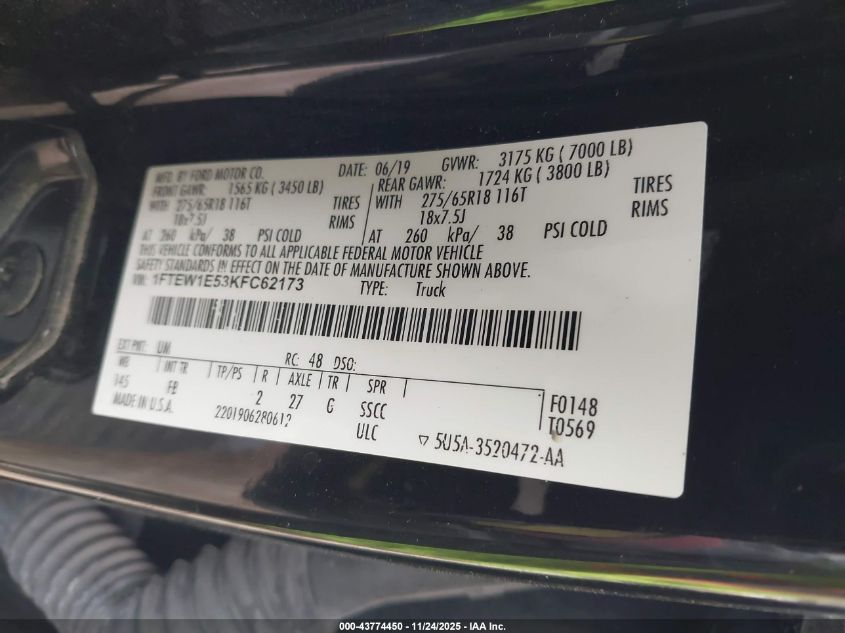 MFD. BY FORD MOTOR CO. DATE: 06/19 GVWR: 3175 KG ( 7000 LB)
FRONT GAWR: 1565 KG ( 3450 LB) REAR GAWR: 1724 KG ( 3800 LB)
WITH 275/65R18 116T TIRES WITH 275/65R18 116T TIRES
18x7.5J RIMS 18x7.5J RIMS
AT 260 kPa/ 38 PSI COLD AT 260 kPa/ 38 PSI COLD
THIS VEHICLE CONFORMS TO ALL APPLICABLE FEDERAL MOTOR VEHICLE
SAFETY STANDARDS IN EFFECT ON THE DATE OF MANUFACTURE SHOWN ABOVE.
VIN: 1FTEW1E53KFC62173 TYPE: Truck
EXT PNT: UM RC: 48 DSO:
WB INT TR TP/PS R AXLE TR SPR
145 FB 2 27 G SSCC F0148
MADE IN U.S.A. 2201906280612 ULC T0569
▽ 5U5A-3520472-AA
000-43774450 - 11/24/2025 - IAA Inc.